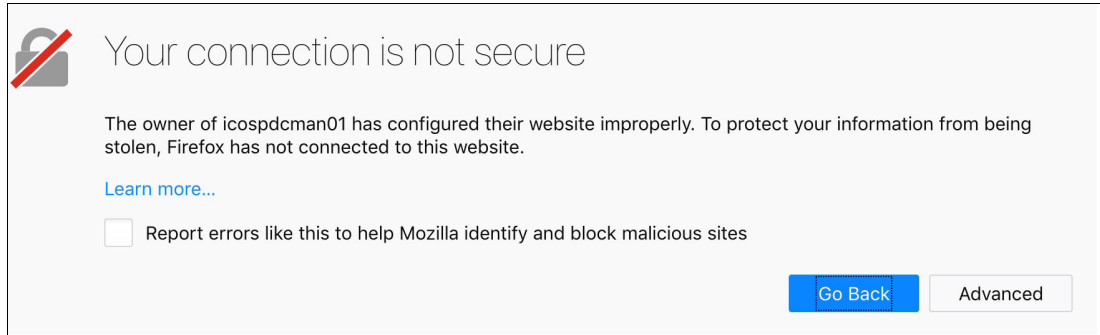 Your connection is not secure
The owner of icospdcman01 has configured their website improperly. To protect your information from being
stolen, Firefox has not connected to this website.
Learn more...
Report errors like this to help Mozilla identify and block malicious sites
Go Back Advanced